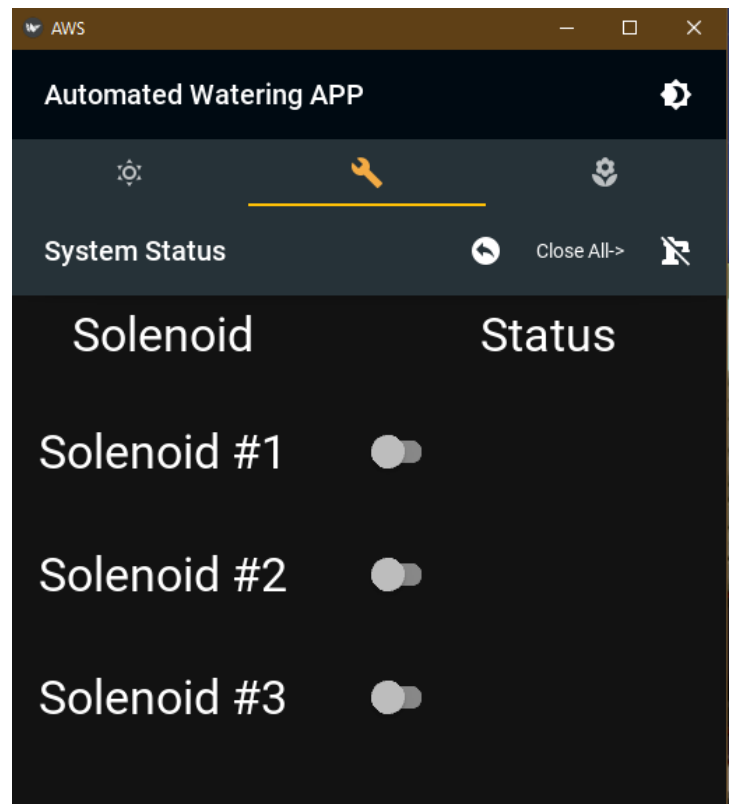 AWS
Automated Watering APP
System Status Close All->
Solenoid Status
Solenoid #1
Solenoid #2
Solenoid #3